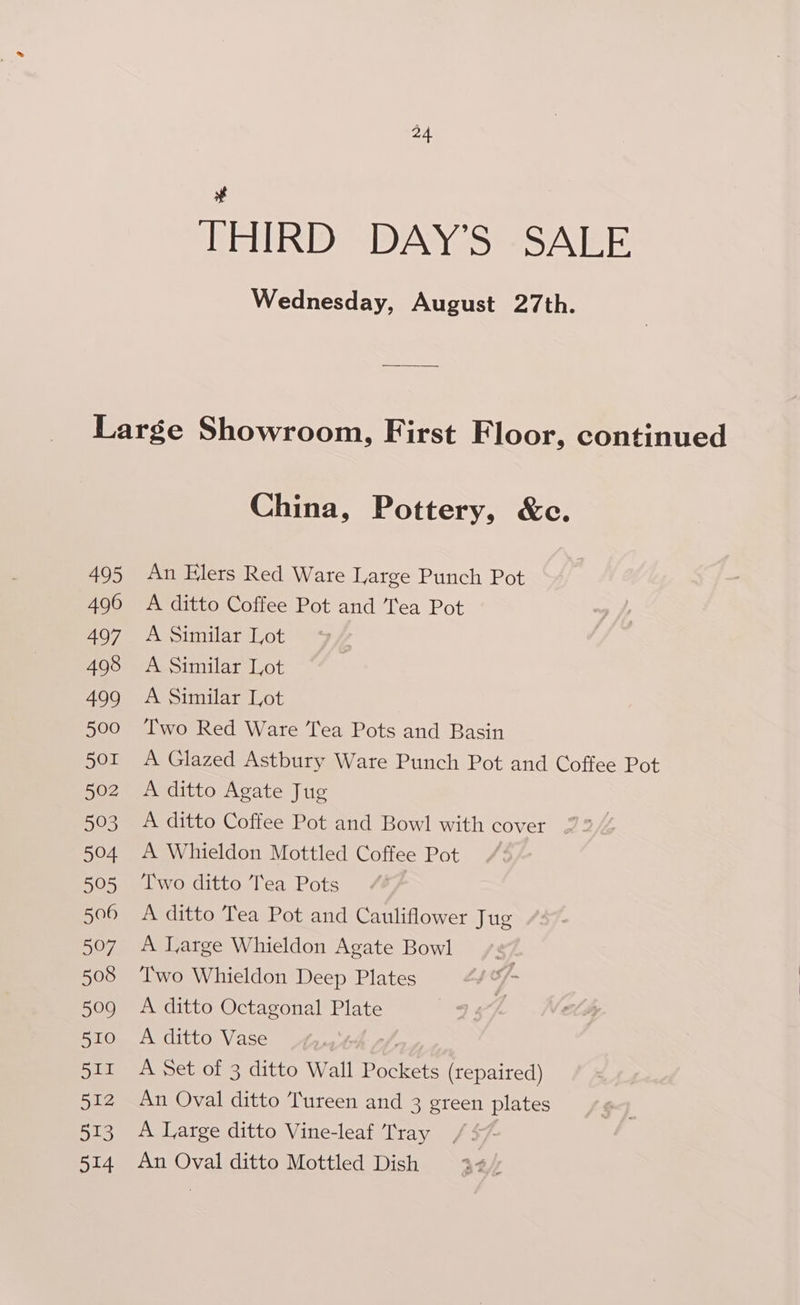 24
THIRD DAY'S SALE
Wednesday, August 27th.
Large Showroom, First Floor, continued
China, Pottery, &c.
495 An Elers Red Ware Large Punch Pot
496 A ditto Coffee Pot and Tea Pot
497 A Similar Lot
498 A Similar Lot
499 A Similar Lot
500 Two Red Ware Tea Pots and Basin
501 A Glazed Astbury Ware Punch Pot and Coffee Pot
502 A ditto Agate Jug
503 A ditto Coffee Pot and Bowl with cover
504 A Whieldon Mottled Coffee Pot
505 Two ditto Tea Pots
506 A ditto Tea Pot and Cauliflower Jug
507 A Large Whieldon Agate Bowl
508 Two Whieldon Deep Plates
509 A ditto Octagonal Plate
510 A ditto Vase
511 A Set of 3 ditto Wall Pockets (repaired)
512 An Oval ditto Tureen and 3 green plates
513 A Large ditto Vine-leaf Tray
514 An Oval ditto Mottled Dish